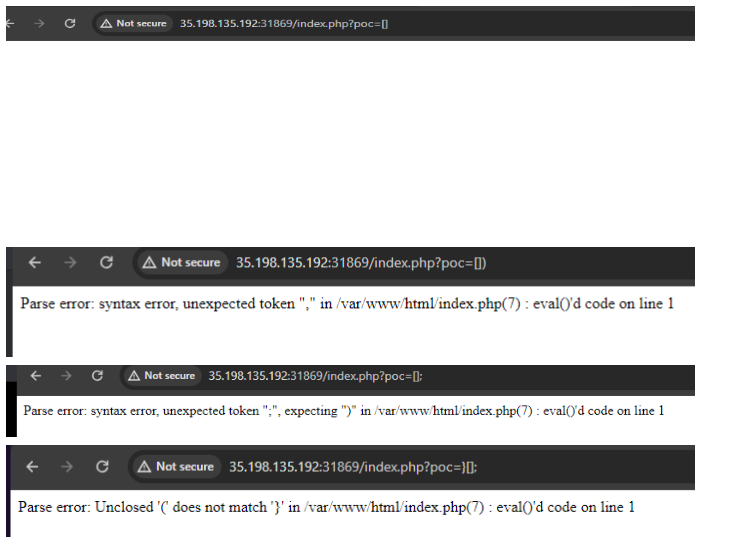 Not secure 35.198.135.192:31869/index.php?poc=[]
Not secure 35.198.135.192:31869/index.php?poc=[])
Parse error: syntax error, unexpected token "," in /var/www/html/index.php(7) : eval()'d code on line 1
Not secure 35.198.135.192:31869/index.php?poc=[];
Parse error: syntax error, unexpected token ";", expecting ")" in /var/www/html/index.php(7) : eval()'d code on line 1
Not secure 35.198.135.192:31869/index.php?poc=}[];
Parse error: Unclosed '(' does not match '}' in /var/www/html/index.php(7) : eval()'d code on line 1